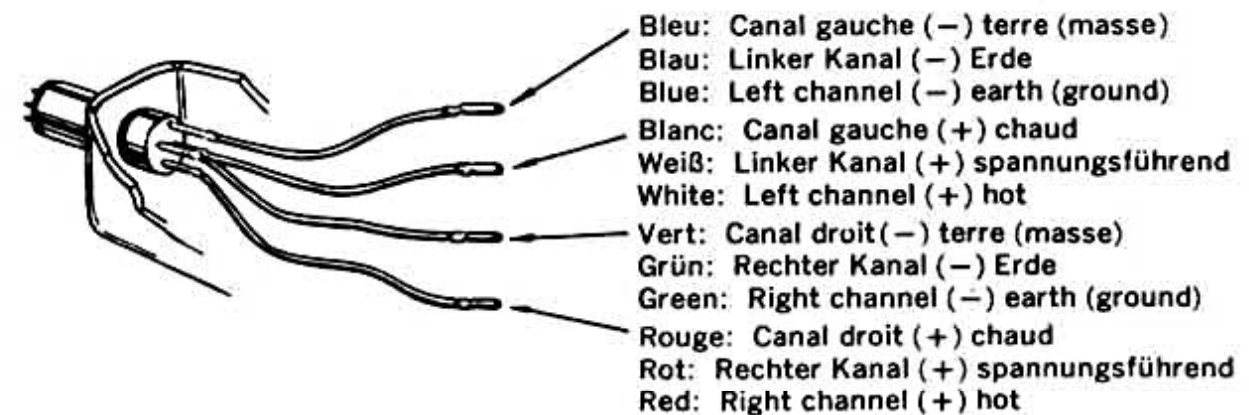 Bleu: Canal gauche (−) terre (masse)
Blau: Linker Kanal (−) Erde
Blue: Left channel (−) earth (ground)
Blanc: Canal gauche (+) chaud
Weiß: Linker Kanal (+) spannungsführend
White: Left channel (+) hot
Vert: Canal droit (−) terre (masse)
Grün: Rechter Kanal (−) Erde
Green: Right channel (−) earth (ground)
Rouge: Canal droit (+) chaud
Rot: Rechter Kanal (+) spannungsführend
Red: Right channel (+) hot